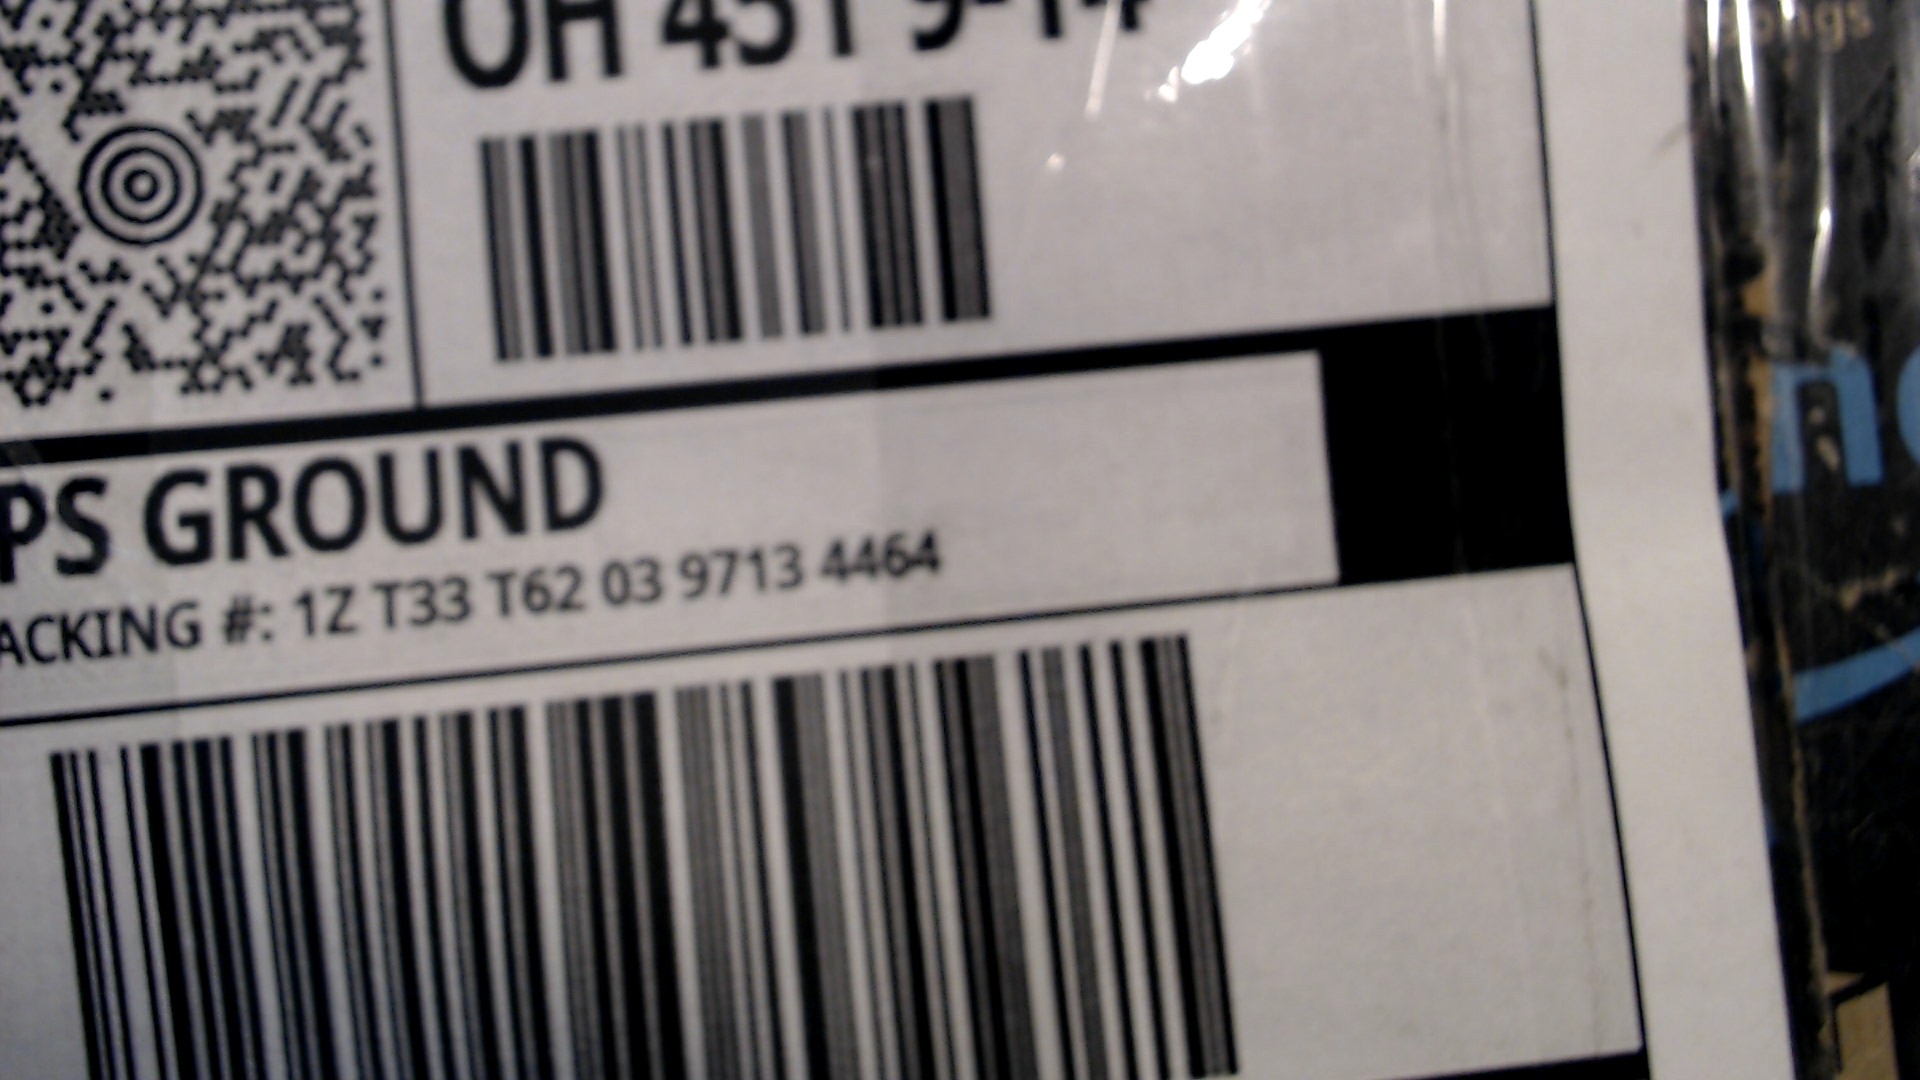 OH 451 9-14
PS GROUND
ACKING #: 1Z T33 T62 03 9713 4464